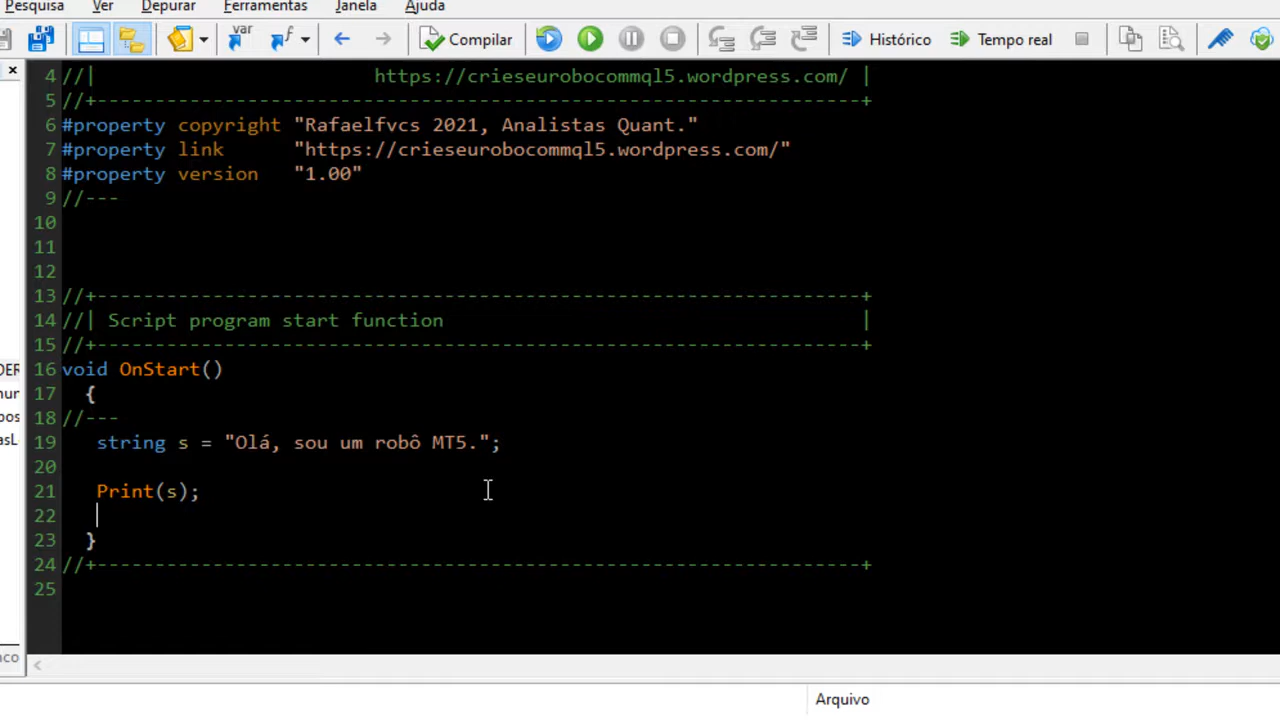 Pesquisa Ver Depurar Ferramentas Janela Ajuda
var Compilar Histórico Tempo real
4 //| https://crieseurobocommql5.wordpress.com/ |
5 //+------------------------------------------------------------------+
6 #property copyright "Rafaelfvcs 2021, Analistas Quant."
7 #property link "https://crieseurobocommql5.wordpress.com/"
8 #property version "1.00"
9 //---
10
11
12
13 //+------------------------------------------------------------------+
14 //| Script program start function |
15 //+------------------------------------------------------------------+
16 void OnStart()
17 {
18 //---
19 string s = "Olá, sou um robô MT5.";
20
21 Print(s);
22
23 }
24 //+------------------------------------------------------------------+
25
Arquivo